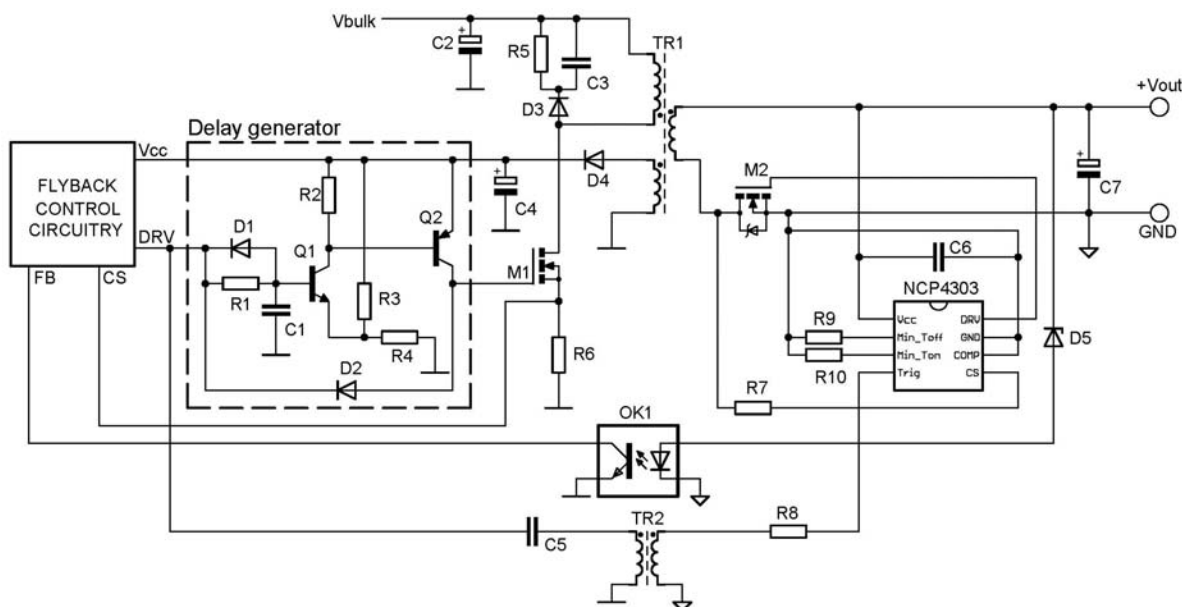 Vbulk
C2
R5
C3
TR1
D3
+Vout
Delay generator
Vcc
FLYBACK
CONTROL
CIRCUITRY
DRV
FB
CS
R2
D4
C4
M2
C7
GND
D1
Q1
Q2
R1
C1
R3
R4
D2
M1
R6
C6
NCP4303
Vcc
DRV
Min_Toff
GND
Min_Ton
COMP
Trig
CS
R9
R10
R7
D5
OK1
TR2
R8
C5
+
+
+